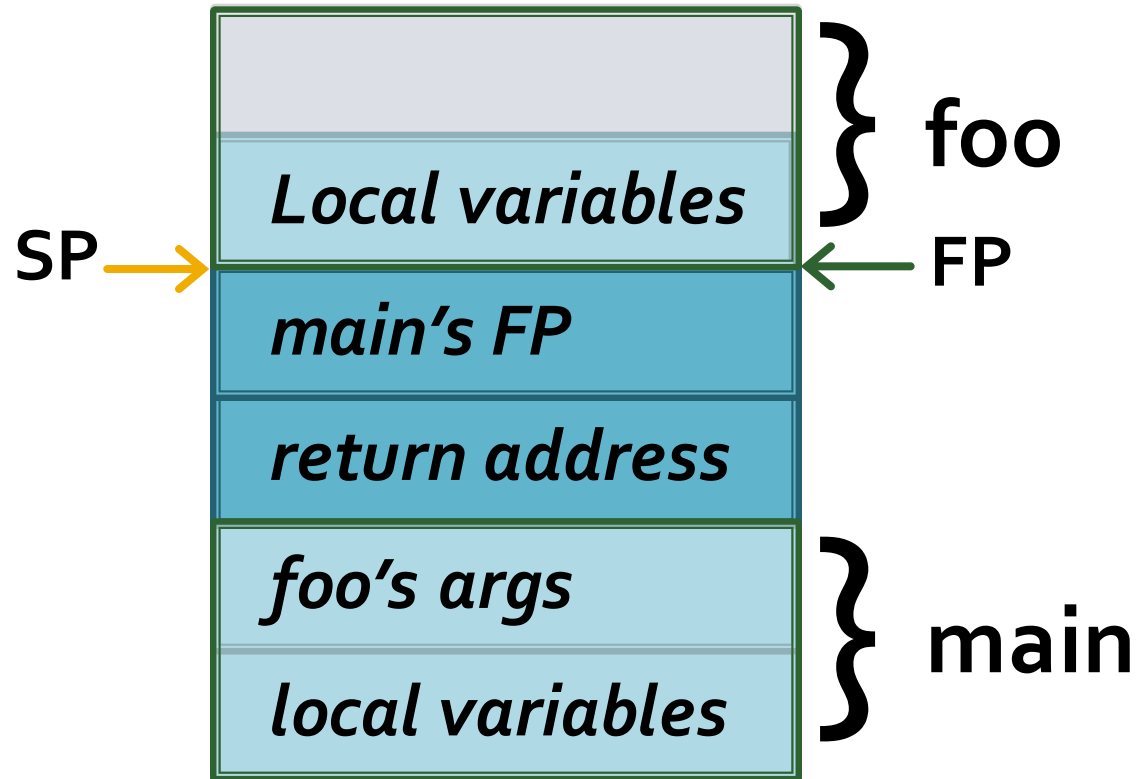 foo
Local variables
SP
FP
main’s FP
return address
foo’s args
main
local variables